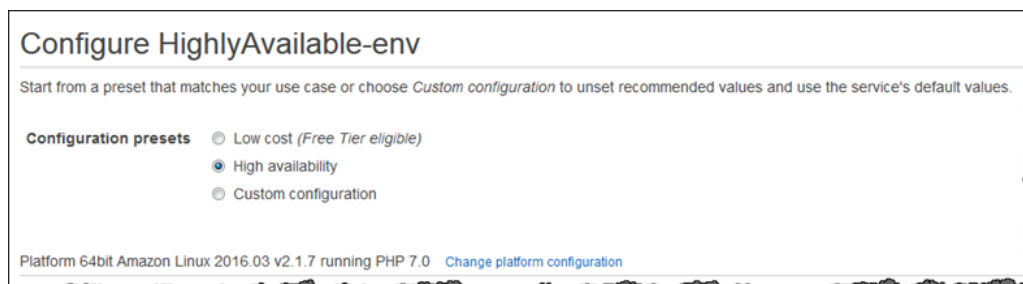 Configure HighlyAvailable-env
Start from a preset that matches your use case or choose Custom configuration to unset recommended values and use the service's default values.
Configuration presets Low cost (Free Tier eligible)
High availability
Custom configuration
Platform 64bit Amazon Linux 2016.03 v2.1.7 running PHP 7.0 Change platform configuration